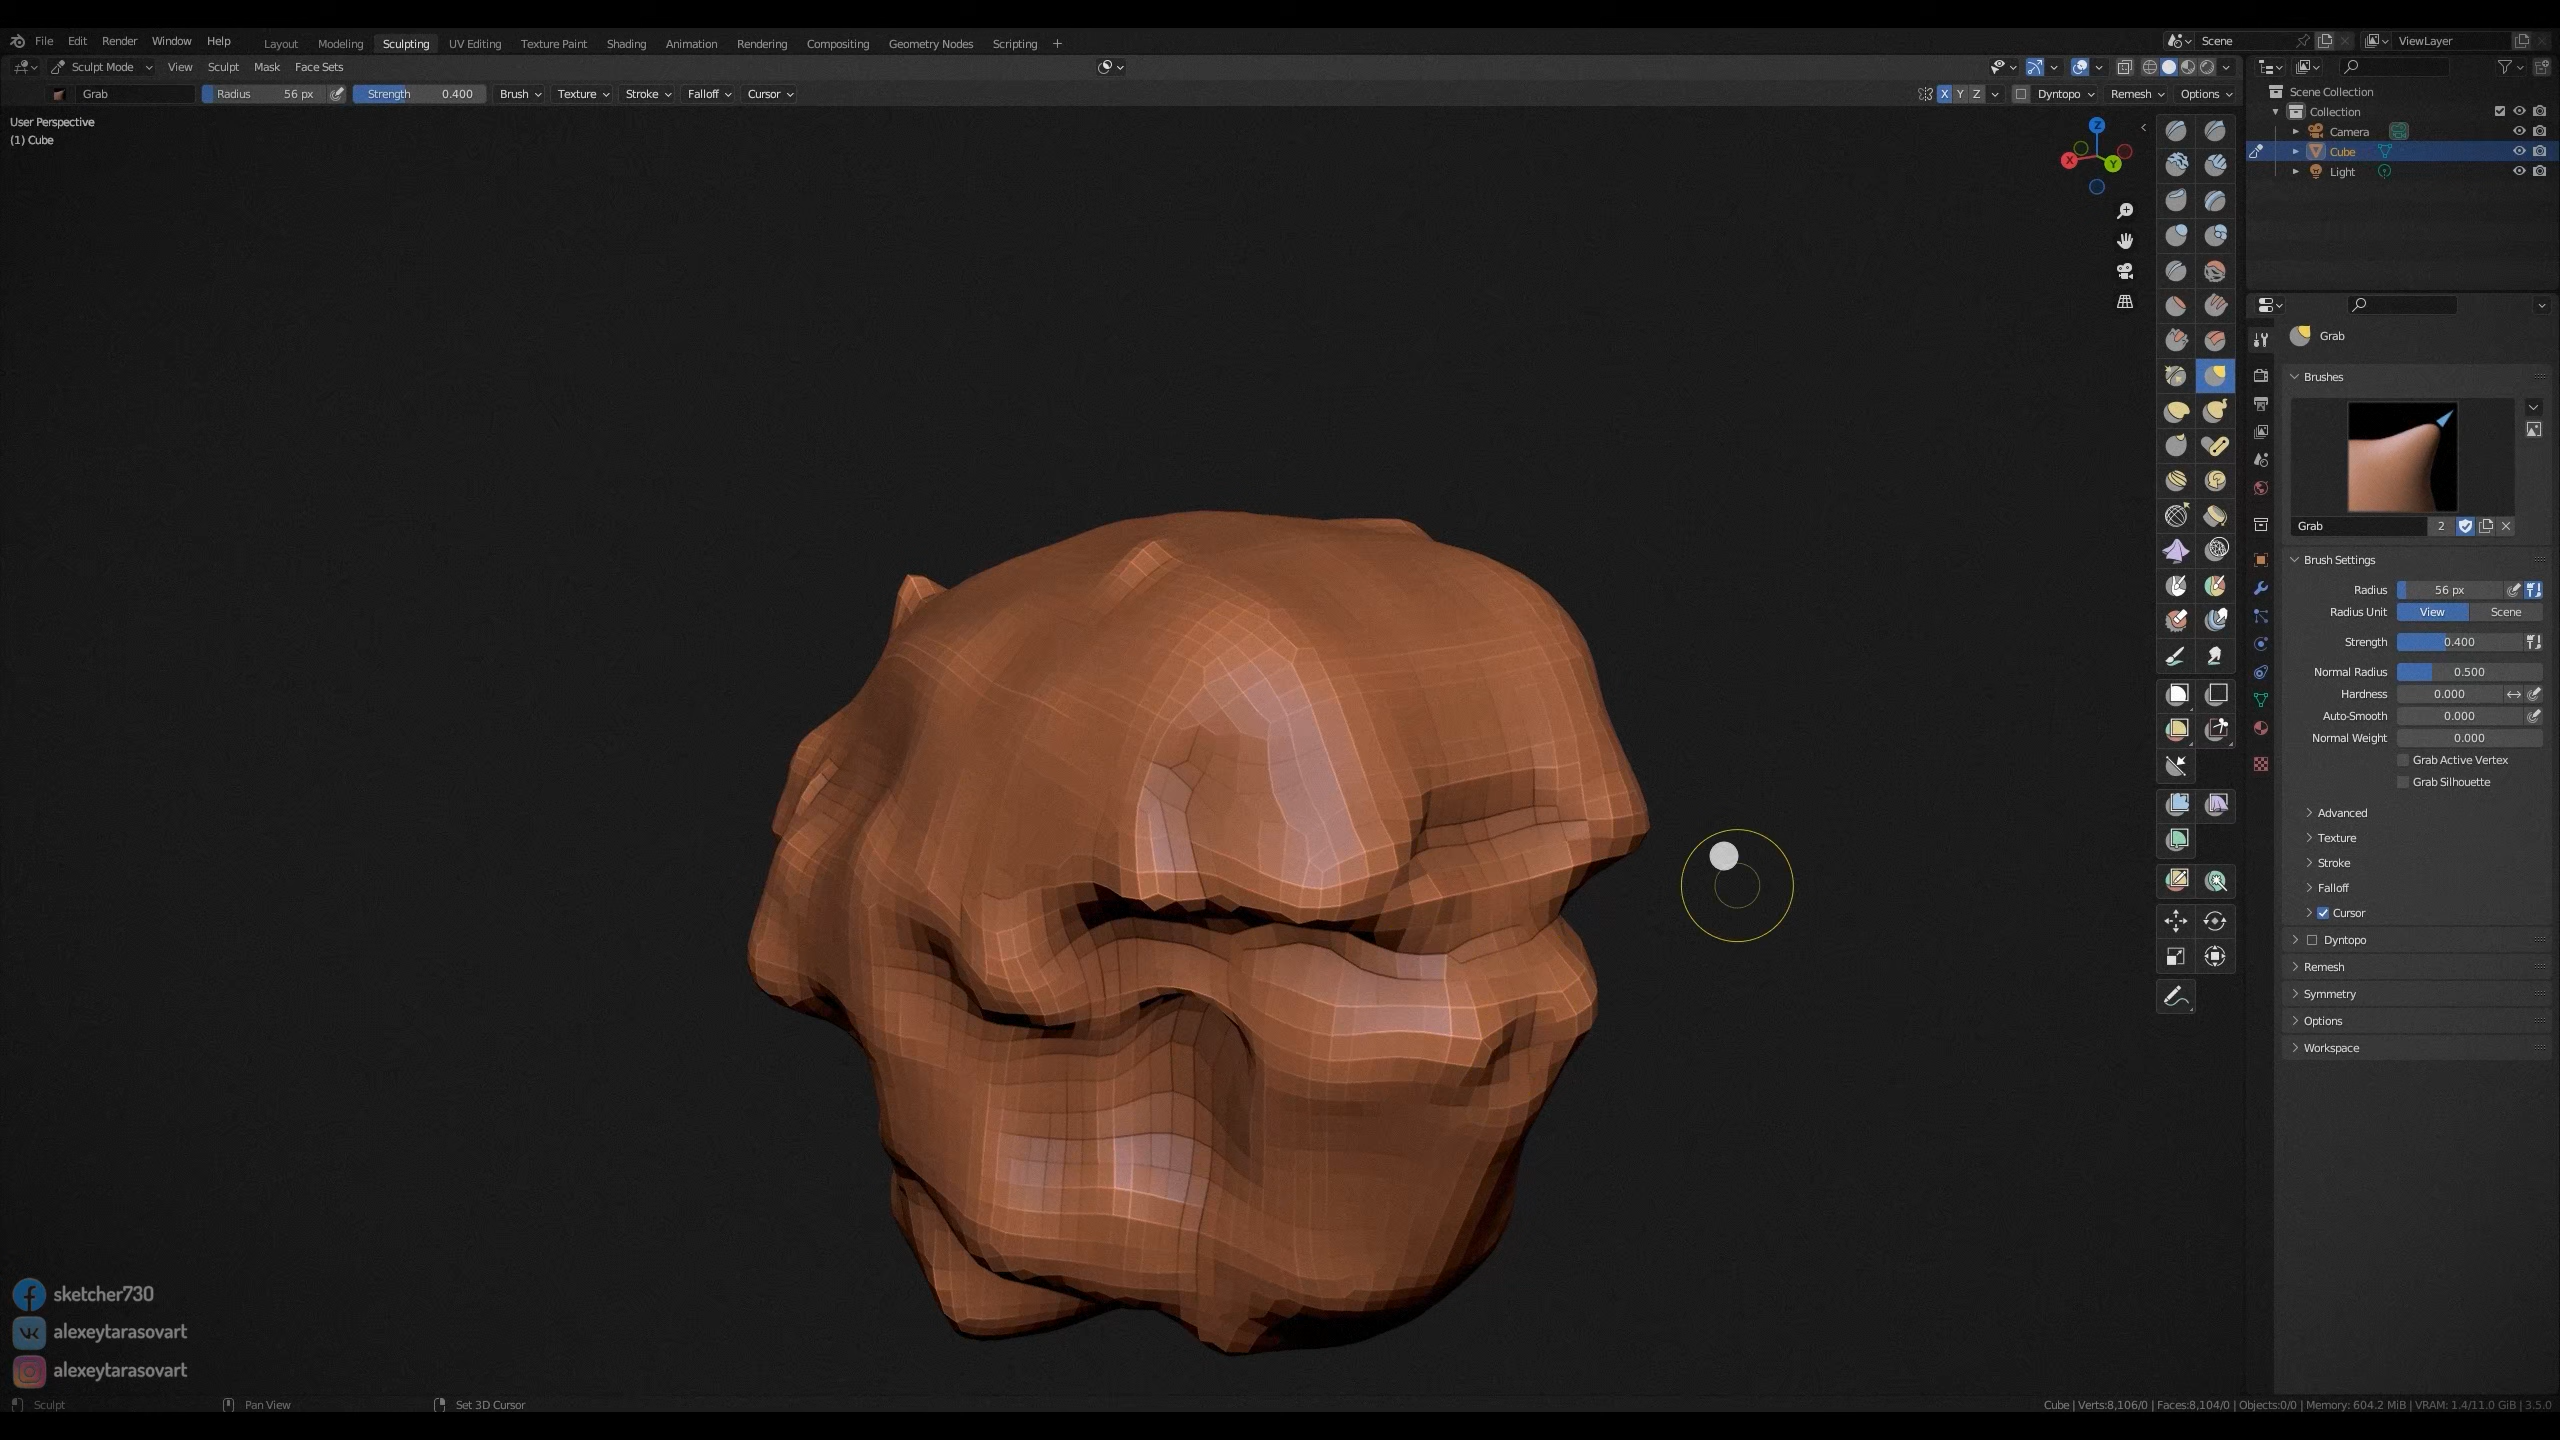 File Edit Render Window Help Layout Modeling Sculpting UV Editing Texture Paint Shading Animation Rendering Compositing Geometry Nodes Scripting + Scene ViewLayer
Sculpt Mode View Sculpt Mask Face Sets
Grab Radius 56 px Strength 0.400 Brush Texture Stroke Falloff Cursor X Y Z Dyntopo Remesh Options
User Perspective
(1) Cube
Z
X
Y
Scene Collection
Collection
Camera
Cube
Light
Grab
Brushes
Grab 2
Brush Settings
Radius 56 px
Radius Unit View Scene
Strength 0.400
Normal Radius 0.500
Hardness 0.000
Auto-Smooth 0.000
Normal Weight 0.000
Grab Active Vertex
Grab Silhouette
Advanced
Texture
Stroke
Falloff
Cursor
Dyntopo
Remesh
Symmetry
Options
Workspace
sketcher730
alexeytarasovart
alexeytarasovart
Sculpt Pan View Set 3D Cursor Cube | Verts:8,106/0 | Faces:8,104/0 | Objects:0/0 | Memory: 604.2 MiB | VRAM: 1.4/11.0 GiB | 3.5.0